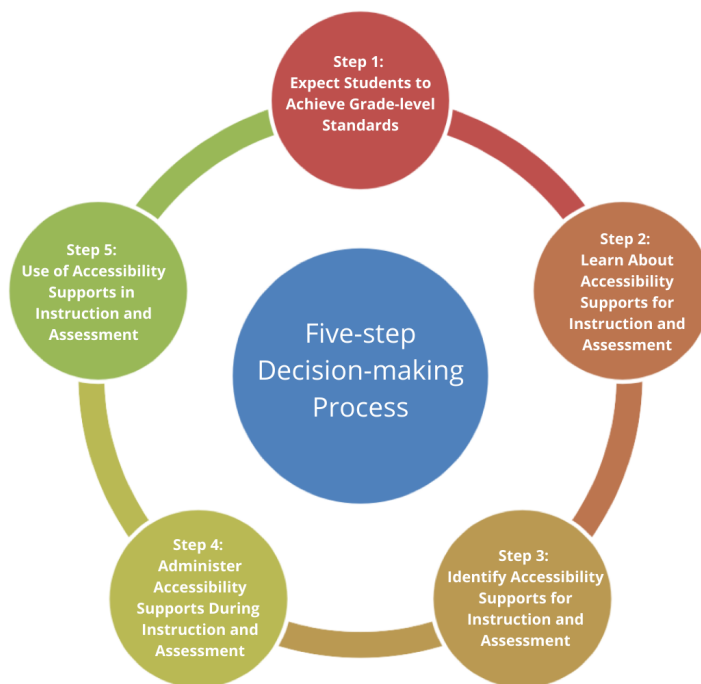 Step 1:
Expect Students to
Achieve Grade-level
Standards
Step 2:
Learn About
Accessibility
Supports for
Instruction and
Assessment
Step 3:
Identify Accessibility
Supports for
Instruction and
Assessment
Step 4:
Administer
Accessibility
Supports During
Instruction and
Assessment
Step 5:
Use of Accessibility
Supports in
Instruction and
Assessment
Five-step
Decision-making
Process